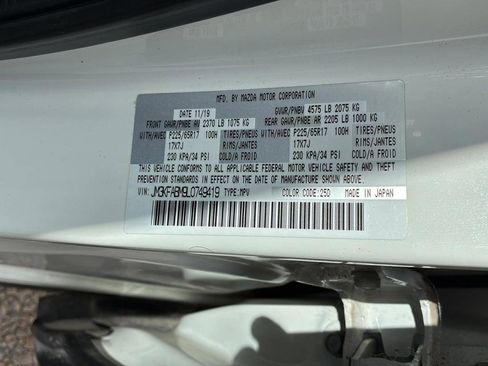 MFD. BY MAZDA MOTOR CORPORATION
DATE 11/19 GVWR/PNBV 4575 LB 2075 KG
FRONT GAWR/PNBE AV 2370 LB 1075 KG REAR GAWR/PNBE AR 2205 LB 1000 KG
WITH/AVEC P225/65R17 100H TIRES/PNEUS WITH/AVEC P225/65R17 100H TIRES/PNEUS
17X7J RIMS/JANTES 17X7J RIMS/JANTES
230 KPA/34 PSI COLD/A FROID 230 KPA/34 PSI COLD/A FROID
THIS VEHICLE CONFORMS TO ALL APPLICABLE FEDERAL MOTOR VEHICLE SAFETY AND THEFT
PREVENTION STANDARDS IN EFFECT ON THE DATE OF MANUFACTURE SHOWN ABOVE.
VIN: JM3KFABM9L0749419 TYPE: MPV COLOR CODE: 25D MADE IN JAPAN